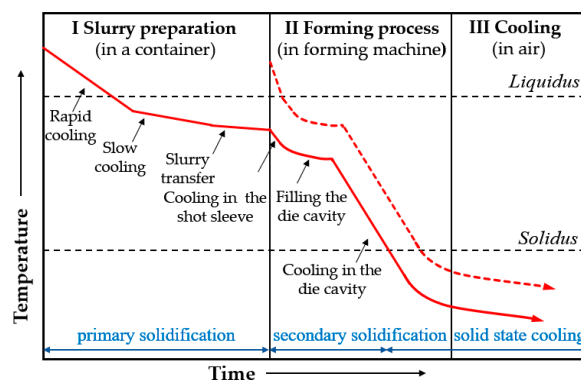 I Slurry preparation
(in a container)
II Forming process
(in forming machine)
III Cooling
(in air)
Liquidus
Rapid
cooling
Slow
cooling
Slurry
transfer
Cooling in the
shot sleeve
Filling the
die cavity
Solidus
Cooling in the
die cavity
primary solidification
secondary solidification
solid state cooling
Temperature
Time